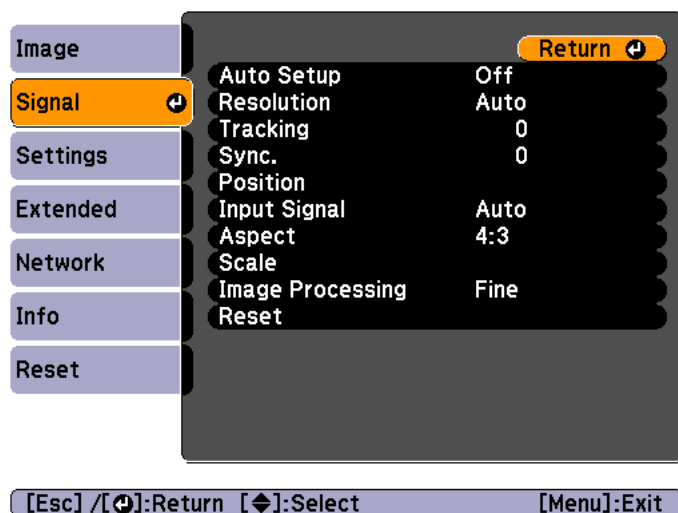 Image
Signal
Settings
Extended
Network
Info
Reset
Return
Auto Setup Off
Resolution Auto
Tracking 0
Sync. 0
Position
Input Signal Auto
Aspect 4:3
Scale
Image Processing Fine
Reset
[Esc] /[⏎]:Return [◆]:Select [Menu]:Exit